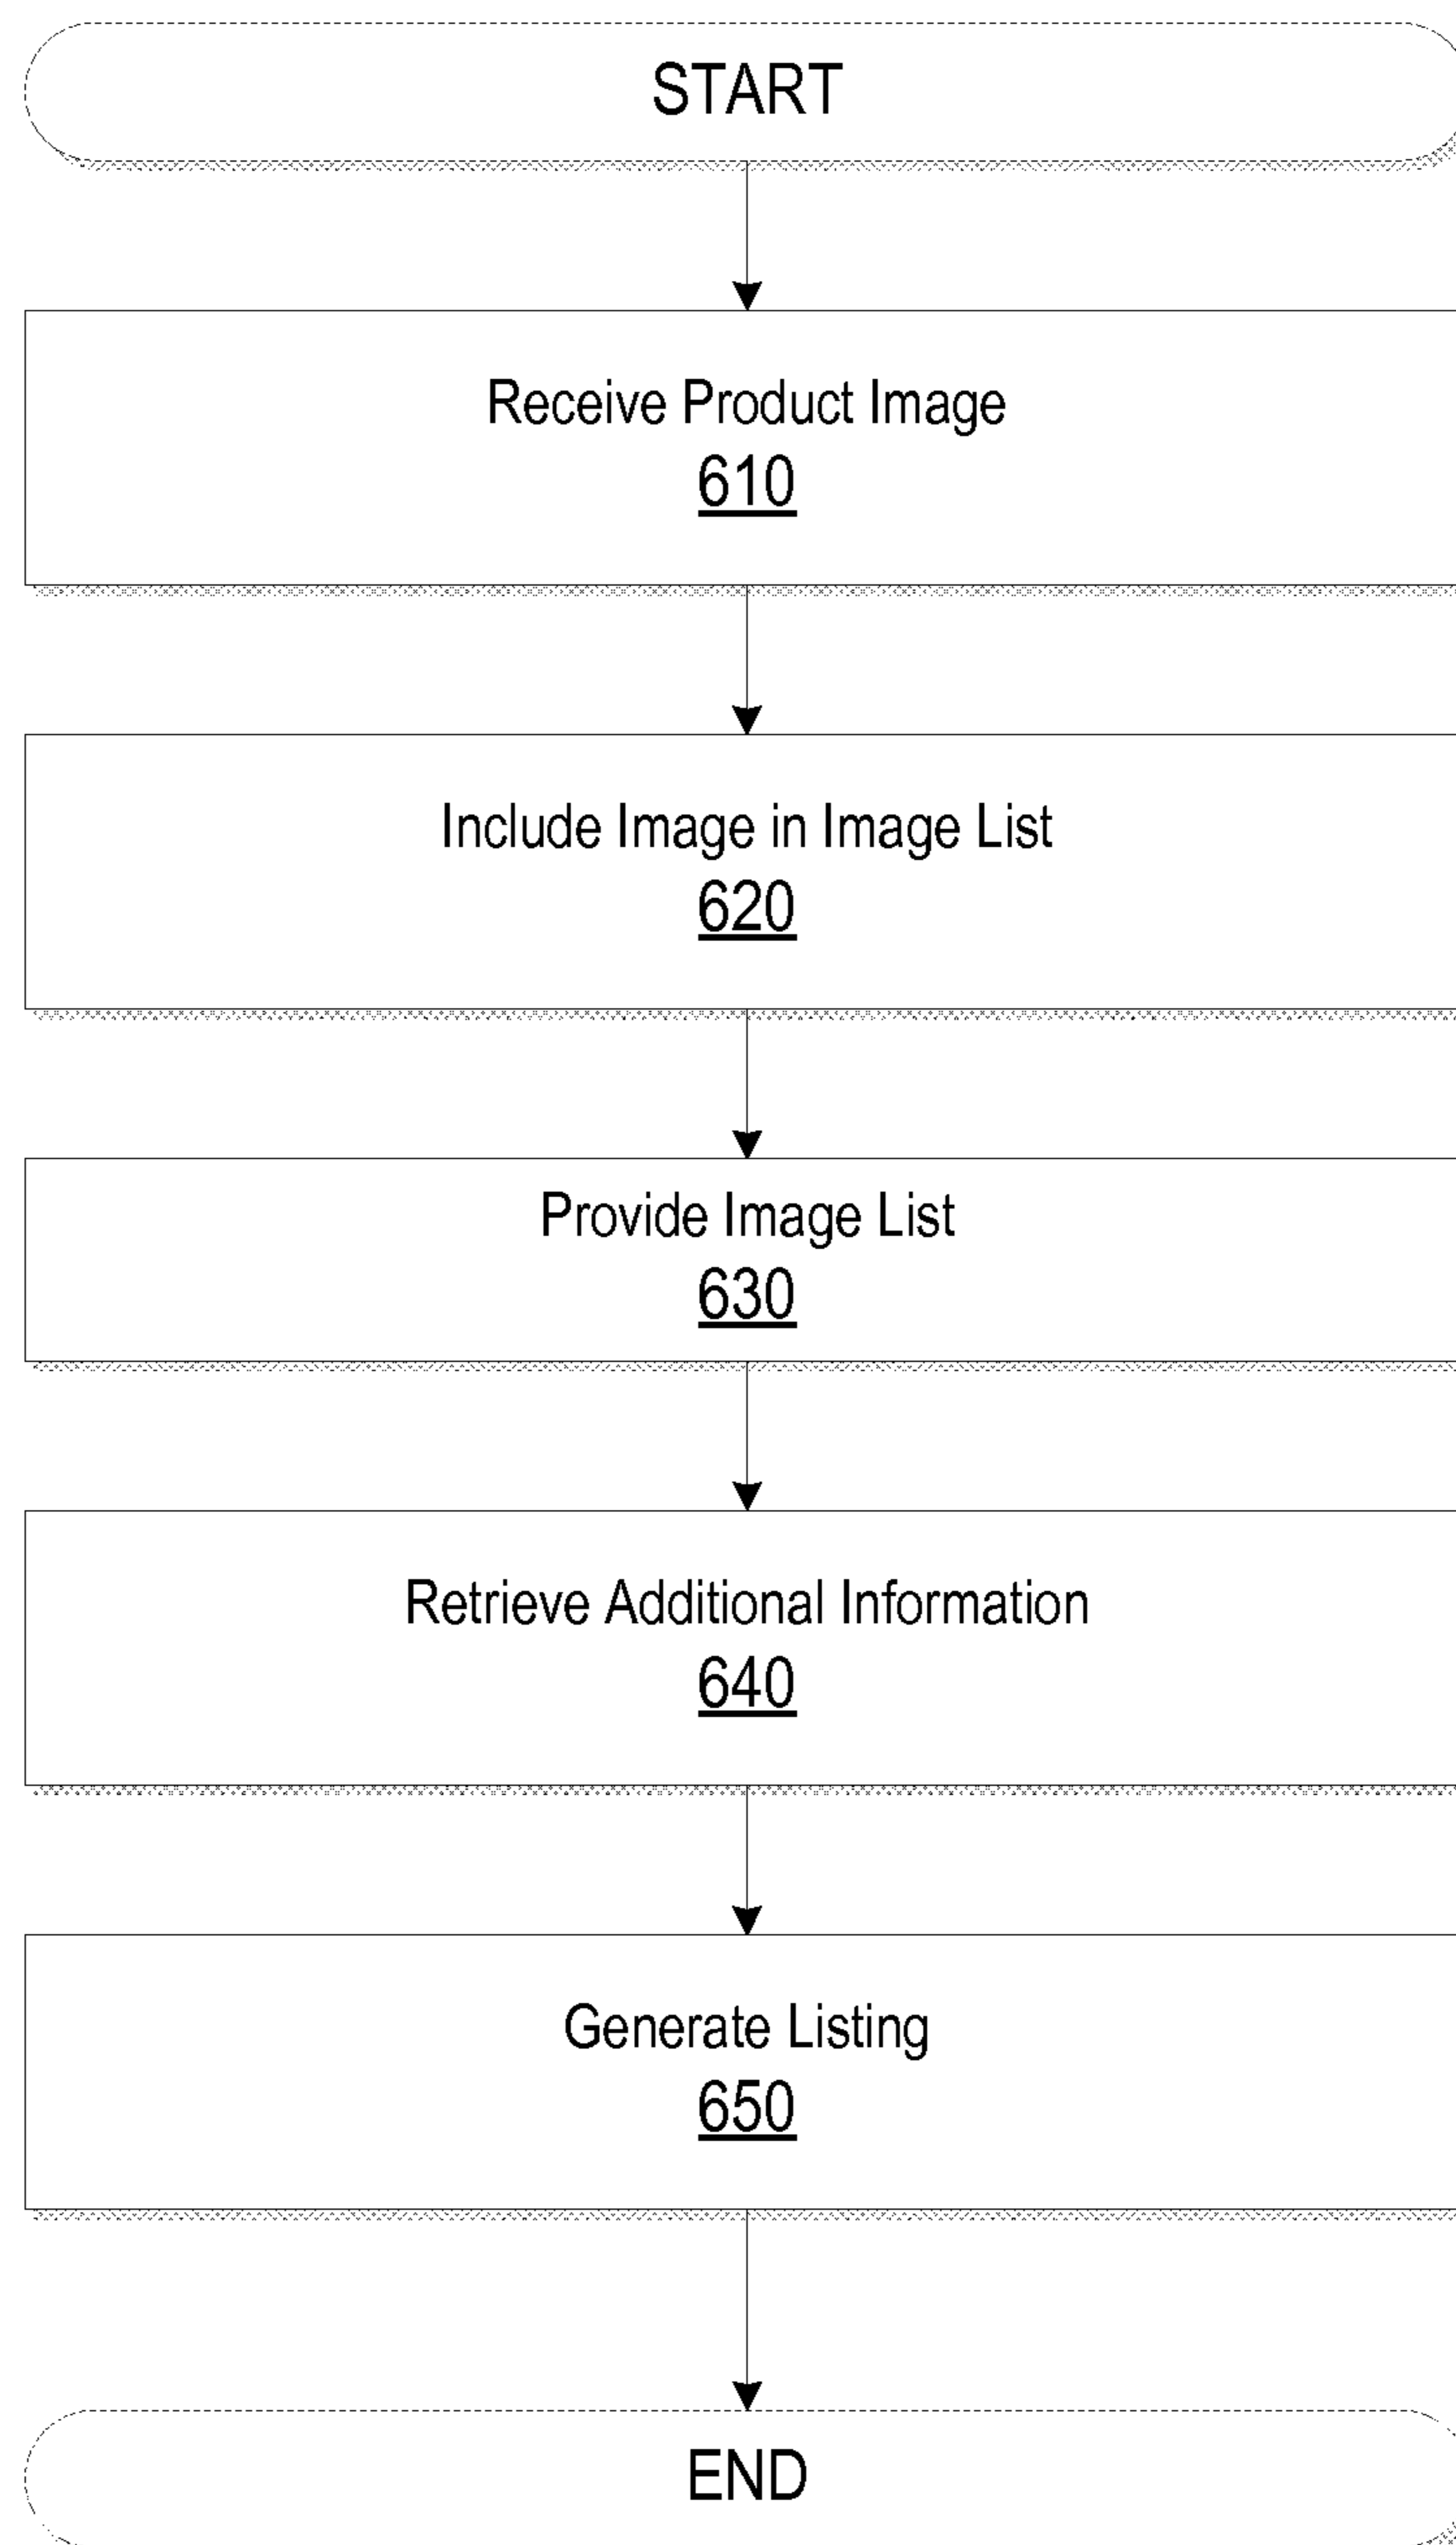 START
Receive Product Image
610
Include Image in Image List
620
Provide Image List
630
Retrieve Additional Information
640
Generate Listing
650
END